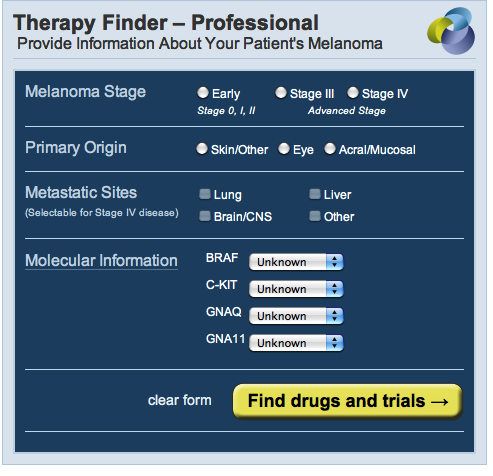 Therapy Finder – Professional
Provide Information About Your Patient's Melanoma
Melanoma Stage
Early Stage III Stage IV
Stage 0, I, II Advanced Stage
Primary Origin Skin/Other Eye Acral/Mucosal
Metastatic Sites Lung Liver
(Selectable for Stage IV disease) Brain/CNS Other
Molecular Information BRAF Unknown
C-KIT Unknown
GNAQ Unknown
GNA11 Unknown
clear form Find drugs and trials →